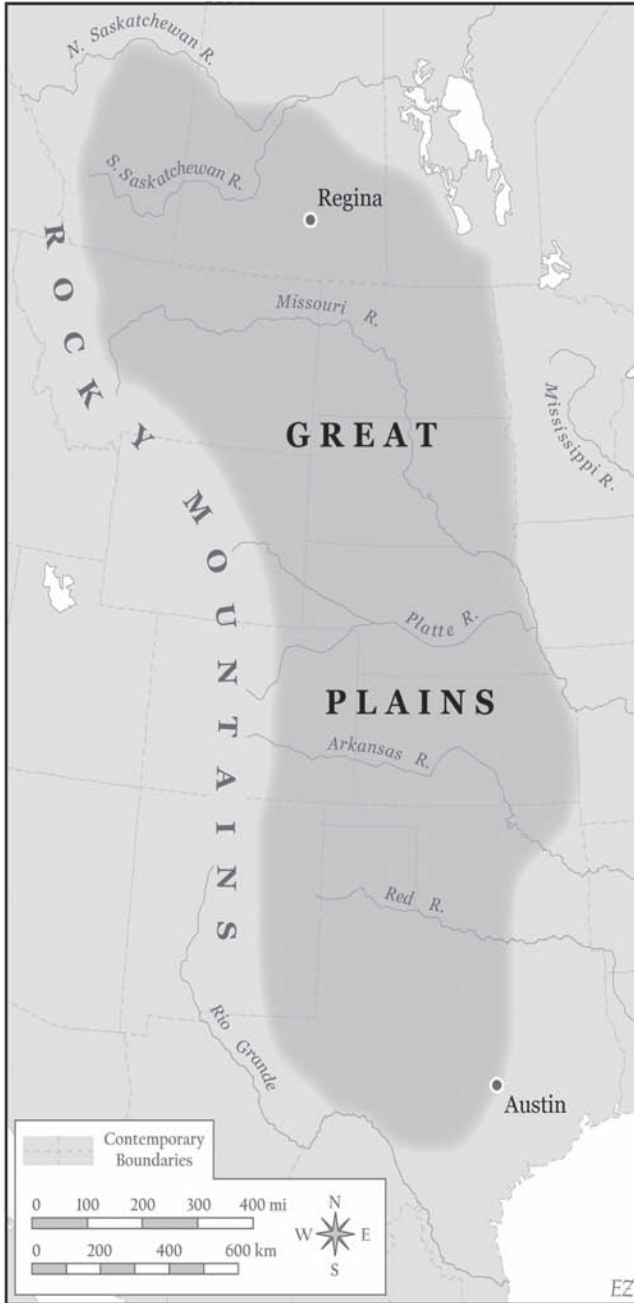 N. Saskatchewan R.
S. Saskatchewan R.
Regina
ROCKY MOUNTAINS
Missouri R.
GREAT
Mississippi R.
Platte R.
PLAINS
Arkansas R.
Red R.
Rio Grande
Austin
Contemporary
Boundaries
0 100 200 300 400 mi
0 200 400 600 km
N
W E
S
EZ